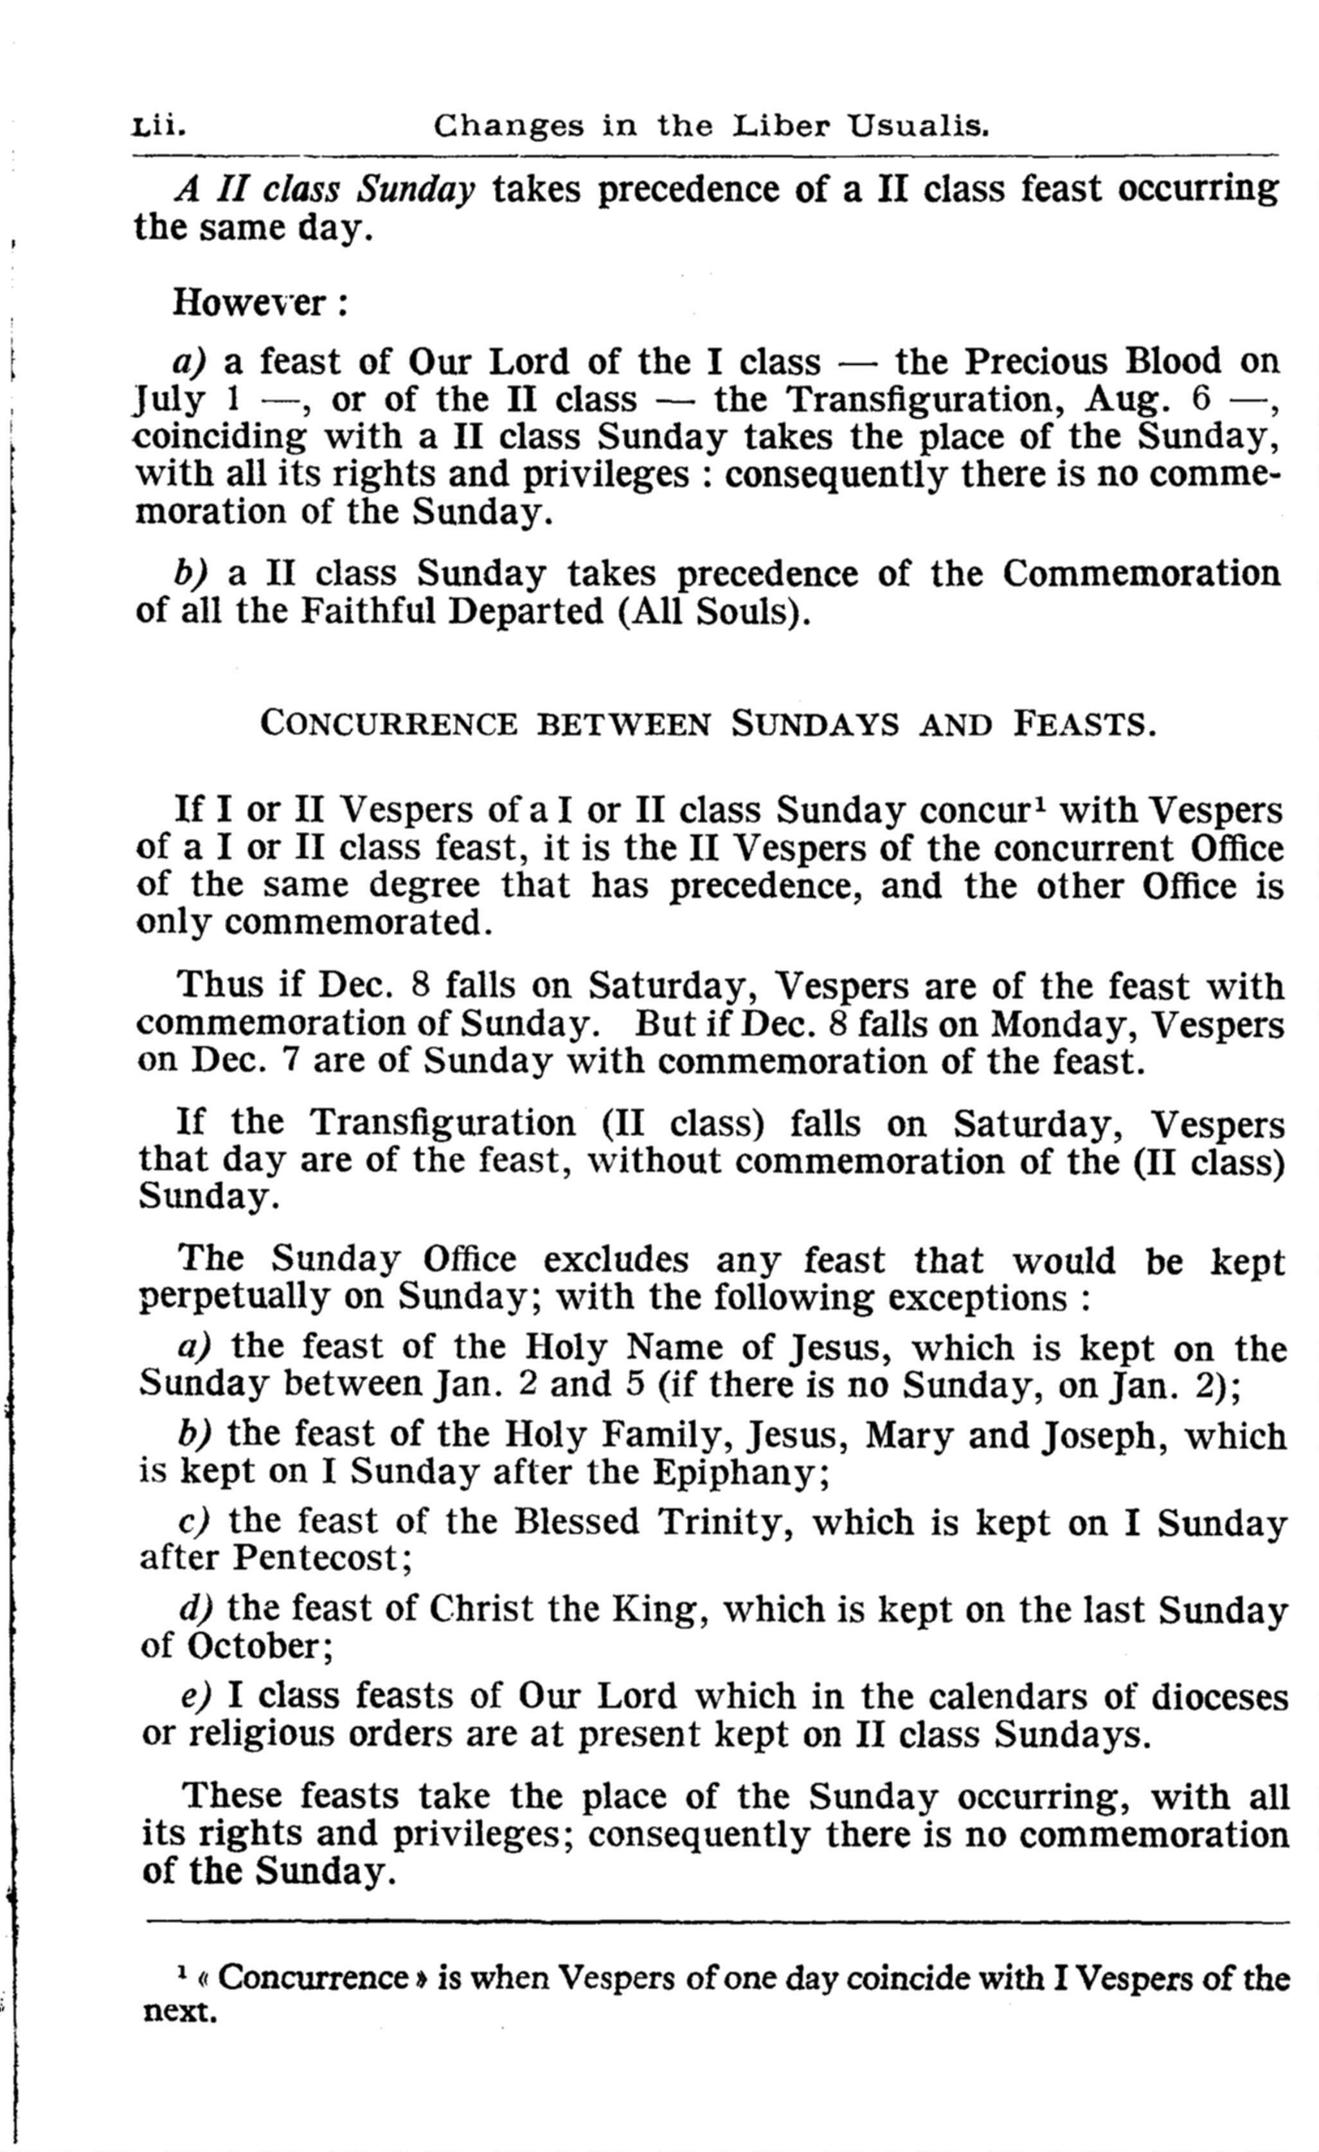 Lii. Changes in the Liber Usualis.
A II class Sunday takes precedence of a II class feast occurring
the same day.
However :
a) a feast of Our Lord of the I class — the Precious Blood on
July 1 —, or of the II class — the Transfiguration, Aug. 6 —,
coinciding with a II class Sunday takes the place of the Sunday,
with all its rights and privileges : consequently there is no comme-
moration of the Sunday.
b) a II class Sunday takes precedence of the Commemoration
of all the Faithful Departed (All Souls).
CONCURRENCE BETWEEN SUNDAYS AND FEASTS.
If I or II Vespers of a I or II class Sunday concur¹ with Vespers
of a I or II class feast, it is the II Vespers of the concurrent Office
of the same degree that has precedence, and the other Office is
only commemorated.
Thus if Dec. 8 falls on Saturday, Vespers are of the feast with
commemoration of Sunday. But if Dec. 8 falls on Monday, Vespers
on Dec. 7 are of Sunday with commemoration of the feast.
If the Transfiguration (II class) falls on Saturday, Vespers
that day are of the feast, without commemoration of the (II class)
Sunday.
The Sunday Office excludes any feast that would be kept
perpetually on Sunday; with the following exceptions :
a) the feast of the Holy Name of Jesus, which is kept on the
Sunday between Jan. 2 and 5 (if there is no Sunday, on Jan. 2);
b) the feast of the Holy Family, Jesus, Mary and Joseph, which
is kept on I Sunday after the Epiphany;
c) the feast of the Blessed Trinity, which is kept on I Sunday
after Pentecost;
d) the feast of Christ the King, which is kept on the last Sunday
of October;
e) I class feasts of Our Lord which in the calendars of dioceses
or religious orders are at present kept on II class Sundays.
These feasts take the place of the Sunday occurring, with all
its rights and privileges; consequently there is no commemoration
of the Sunday.
¹ « Concurrence » is when Vespers of one day coincide with I Vespers of the
next.